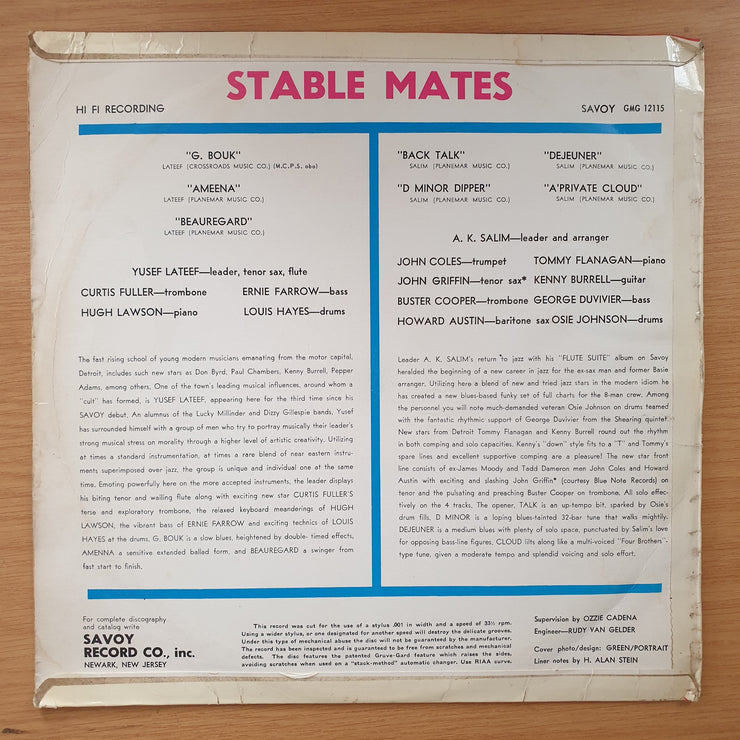 STABLE MATES
HI FI RECORDING
SAVOY GMG 12115
"G. BOUK"
LATEEF (CROSSROADS MUSIC CO.) (M.C.P.S. obo)
"AMEENA"
LATEEF (PLANEMAR MUSIC CO.)
"BEAUREGARD"
LATEEF (PLANEMAR MUSIC CO.)
YUSEF LATEEF—leader, tenor sax, flute
CURTIS FULLER—trombone ERNIE FARROW—bass
HUGH LAWSON—piano LOUIS HAYES—drums
The fast rising school of young modern musicians emanating from the motor capital,
Detroit, includes such new stars as Don Byrd, Paul Chambers, Kenny Burrell, Pepper
Adams, among others. One of the town's leading musical influences, around whom a
"cult" has formed, is YUSEF LATEEF, appearing here for the third time since his
SAVOY debut. An alumnus of the Lucky Millinder and Dizzy Gillespie bands, Yusef
has surrounded himself with a group of men who try to portray musically their leader's
strong musical stress on morality through a higher level of artistic creativity. Utilizing
at times a standard instrumentation, at times a rare blend of near eastern instru-
ments superimposed over jazz, the group is unique and individual one at the same
time. Emoting powerfully here on the more accepted instruments, the leader displays
his biting tenor and wailing flute along with exciting new star CURTIS FULLER'S
terse and exploratory trombone, the relaxed keyboard meanderings of HUGH
LAWSON, the vibrant bass of ERNIE FARROW and exciting technics of LOUIS
HAYES at the drums. G. BOUK is a slow blues, heightened by double- timed effects,
AMENNA a sensitive extended ballad form, and BEAUREGARD a swinger from
fast start to finish.
"BACK TALK" "DEJEUNER"
SALIM (PLANEMAR MUSIC CO.) SALIM (PLANEMAR MUSIC CO.)
"D MINOR DIPPER" "A'PRIVATE CLOUD"
SALIM (PLANEMAR MUSIC CO.) SALIM (PLANEMAR MUSIC CO.)
A. K. SALIM—leader and arranger
JOHN COLES—trumpet TOMMY FLANAGAN—piano
JOHN GRIFFIN—tenor sax* KENNY BURRELL—guitar
BUSTER COOPER—trombone GEORGE DUVIVIER—bass
HOWARD AUSTIN—baritone sax OSIE JOHNSON—drums
Leader A. K. SALIM's return to jazz with his "FLUTE SUITE" album on Savoy
heralded the beginning of a new career in jazz for the ex-sax man and former Basie
arranger. Utilizing here a blend of new and tried jazz stars in the modern idiom he
has created a new blues-based funky set of full charts for the 8-man crew. Among
the personnel you will note much-demanded veteran Osie Johnson on drums teamed
with the fantastic rhythmic support of George Duvivier from the Shearing quintet.
New stars from Detroit Tommy Flanagan and Kenny Burrell round out the rhythm
in both comping and solo capacities. Kenny's "down" style fits to a "T" and Tommy's
spare lines and excellent supportive comping are a pleasure! The new star front
line consists of ex-James Moody and Tadd Dameron men John Coles and Howard
Austin with exciting and slashing John Griffin* (courtesy Blue Note Records) on
tenor and the pulsating and preaching Buster Cooper on trombone. All solo effec-
tively on the 4 tracks. The opener, TALK is an up-tempo bit, sparked by Osie's
drum fills. D MINOR is a loping blues-tainted 32-bar tune that walks mightily.
DEJEUNER is a medium blues with plenty of solo space, punctuated by Salim's love
for opposing bass-line figures. CLOUD lilts along like a multi-voiced "Four Brothers"-
type tune, given a moderate tempo and splendid voicing and solo effort.
For complete discography
and catalog write
SAVOY
RECORD CO., inc.
NEWARK, NEW JERSEY
This record was cut for the use of a stylus .001 in width and a speed of 33⅓ rpm.
Using a wider stylus, or one designated for another speed will destroy the delicate grooves.
Under this type of mechanical abuse the disc will not be guaranteed by the manufacturer.
The record has been inspected and is guaranteed to be free from scratches and mechanical
defects. The disc features the patented Gruve-Gard feature which raises the sides,
avoiding scratches when used on a "stack-method" automatic changer. Use RIAA curve.
Supervision by OZZIE CADENA
Engineer—RUDY VAN GELDER
Cover photo/design: GREEN/PORTRAIT
Liner notes by H. ALAN STEIN